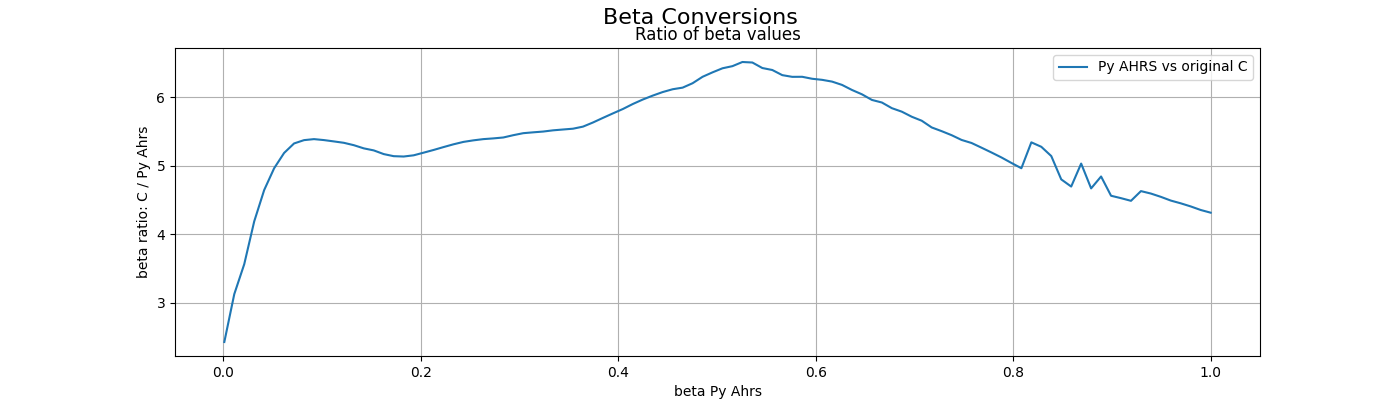 Beta Conversions
Ratio of beta values
Py AHRS vs original C
beta ratio: C / Py Ahrs
6
5
4
3
0.0 0.2 0.4 0.6 0.8 1.0
beta Py Ahrs